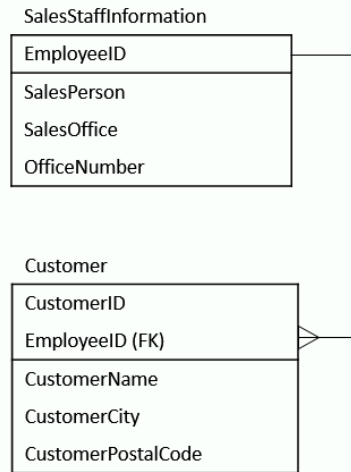 SalesStaffInformation
EmployeeID
SalesPerson
SalesOffice
OfficeNumber
Customer
CustomerID
EmployeeID (FK)
CustomerName
CustomerCity
CustomerPostalCode